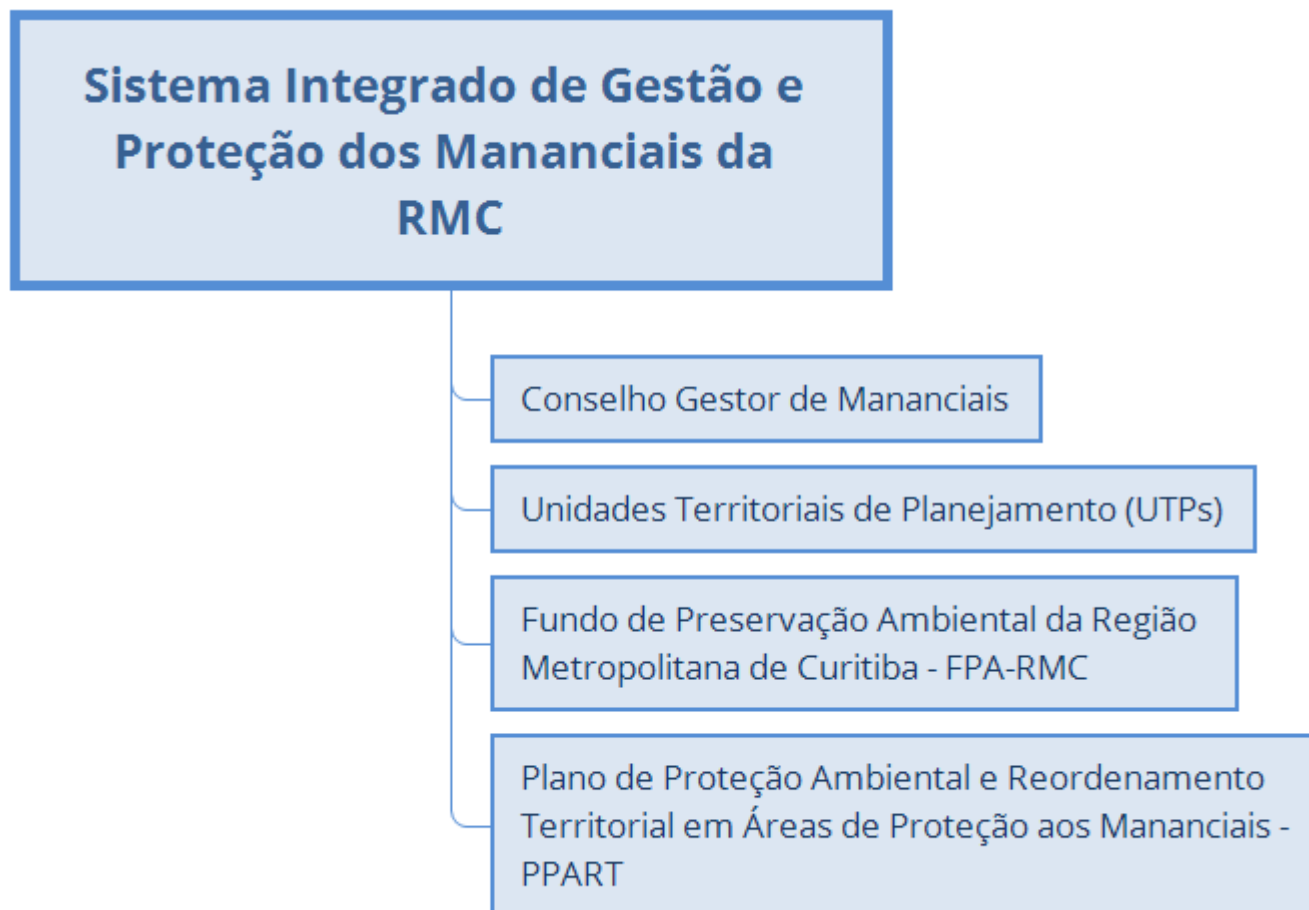 Sistema Integrado de Gestão e
Proteção dos Mananciais da
RMC
Conselho Gestor de Mananciais
Unidades Territoriais de Planejamento (UTPs)
Fundo de Preservação Ambiental da Região
Metropolitana de Curitiba - FPA-RMC
Plano de Proteção Ambiental e Reordenamento
Territorial em Áreas de Proteção aos Mananciais -
PPART